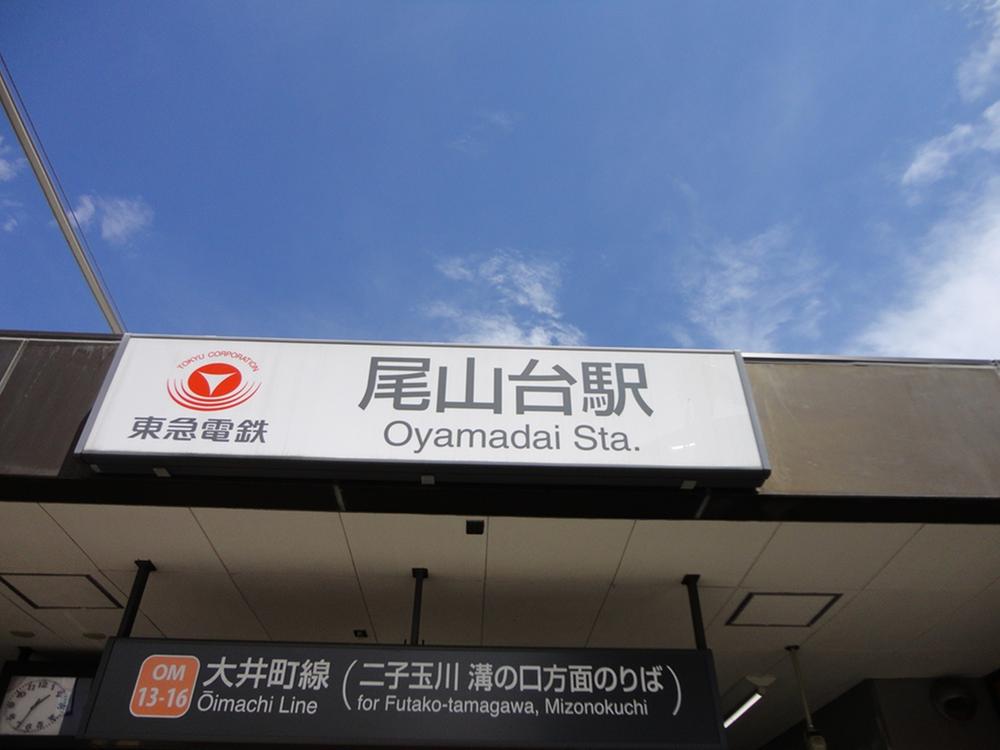 TOKYU CORPORATION
東急電鉄
尾山台駅
Oyamadai Sta.
OM
13-16
大井町線
Ōimachi Line
(二子玉川 溝の口方面のりば)
for Futako-tamagawa, Mizonokuchi